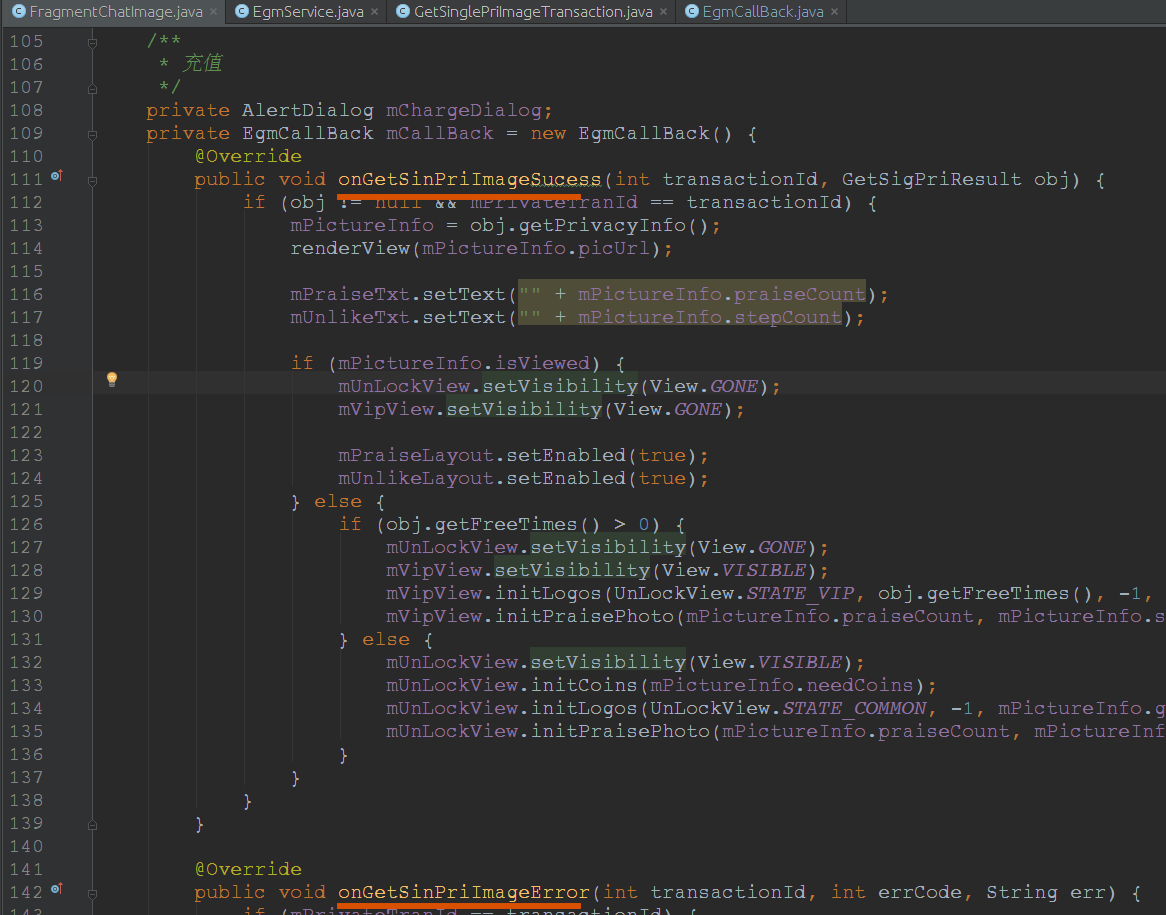 FragmentChatImage.java × EgmService.java × GetSinglePriImageTransaction.java × EgmCallBack.java ×
105 /**
106 * 充值
107 */
108 private AlertDialog mChargeDialog;
109 private EgmCallBack mCallBack = new EgmCallBack() {
110 @Override
111 public void onGetSinPriImageSucess(int transactionId, GetSigPriResult obj) {
112 if (obj != null && mPrivateTranId == transactionId) {
113 mPictureInfo = obj.getPrivacyInfo();
114 renderView(mPictureInfo.picUrl);
115
116 mPraiseTxt.setText("" + mPictureInfo.praiseCount);
117 mUnlikeTxt.setText("" + mPictureInfo.stepCount);
118
119 if (mPictureInfo.isViewed) {
120 mUnLockView.setVisibility(View.GONE);
121 mVipView.setVisibility(View.GONE);
122
123 mPraiseLayout.setEnabled(true);
124 mUnlikeLayout.setEnabled(true);
125 } else {
126 if (obj.getFreeTimes() > 0) {
127 mUnLockView.setVisibility(View.GONE);
128 mVipView.setVisibility(View.VISIBLE);
129 mVipView.initLogos(UnLockView.STATE_VIP, obj.getFreeTimes(), -1,
130 mVipView.initPraisePhoto(mPictureInfo.praiseCount, mPictureInfo.s
131 } else {
132 mUnLockView.setVisibility(View.VISIBLE);
133 mUnLockView.initCoins(mPictureInfo.needCoins);
134 mUnLockView.initLogos(UnLockView.STATE_COMMON, -1, mPictureInfo.g
135 mUnLockView.initPraisePhoto(mPictureInfo.praiseCount, mPictureInf
136 }
137 }
138 }
139 }
140
141 @Override
142 public void onGetSinPriImageError(int transactionId, int errCode, String err) {
143 if (mPrivateTranId == transactionId) {